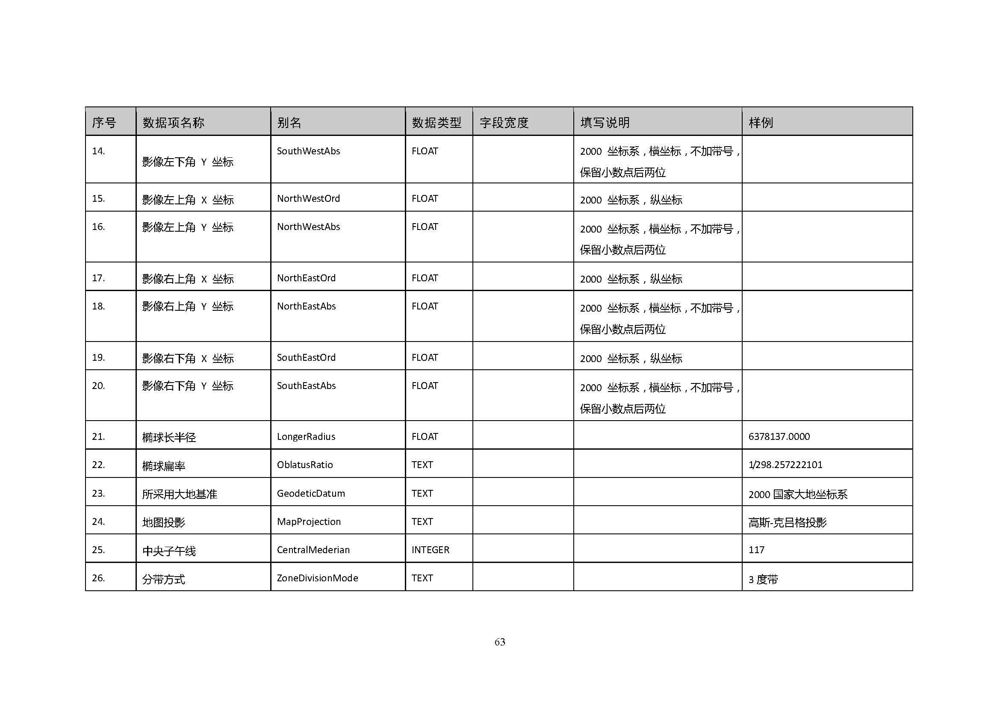 序号 数据项名称 别名 数据类型 字段宽度 填写说明 样例
14. 影像左下角 Y 坐标 SouthWestAbs FLOAT 2000 坐标系，横坐标，不加带号，
保留小数点后两位
15. 影像左上角 X 坐标 NorthWestOrd FLOAT 2000 坐标系，纵坐标
16. 影像左上角 Y 坐标 NorthWestAbs FLOAT 2000 坐标系，横坐标，不加带号，
保留小数点后两位
17. 影像右上角 X 坐标 NorthEastOrd FLOAT 2000 坐标系，纵坐标
18. 影像右上角 Y 坐标 NorthEastAbs FLOAT 2000 坐标系，横坐标，不加带号，
保留小数点后两位
19. 影像右下角 X 坐标 SouthEastOrd FLOAT 2000 坐标系，纵坐标
20. 影像右下角 Y 坐标 SouthEastAbs FLOAT 2000 坐标系，横坐标，不加带号，
保留小数点后两位
21. 椭球长半径 LongerRadius FLOAT 6378137.0000
22. 椭球扁率 OblatusRatio TEXT 1/298.257222101
23. 所采用大地基准 GeodeticDatum TEXT 2000 国家大地坐标系
24. 地图投影 MapProjection TEXT 高斯-克吕格投影
25. 中央子午线 CentralMederian INTEGER 117
26. 分带方式 ZoneDivisionMode TEXT 3 度带
63